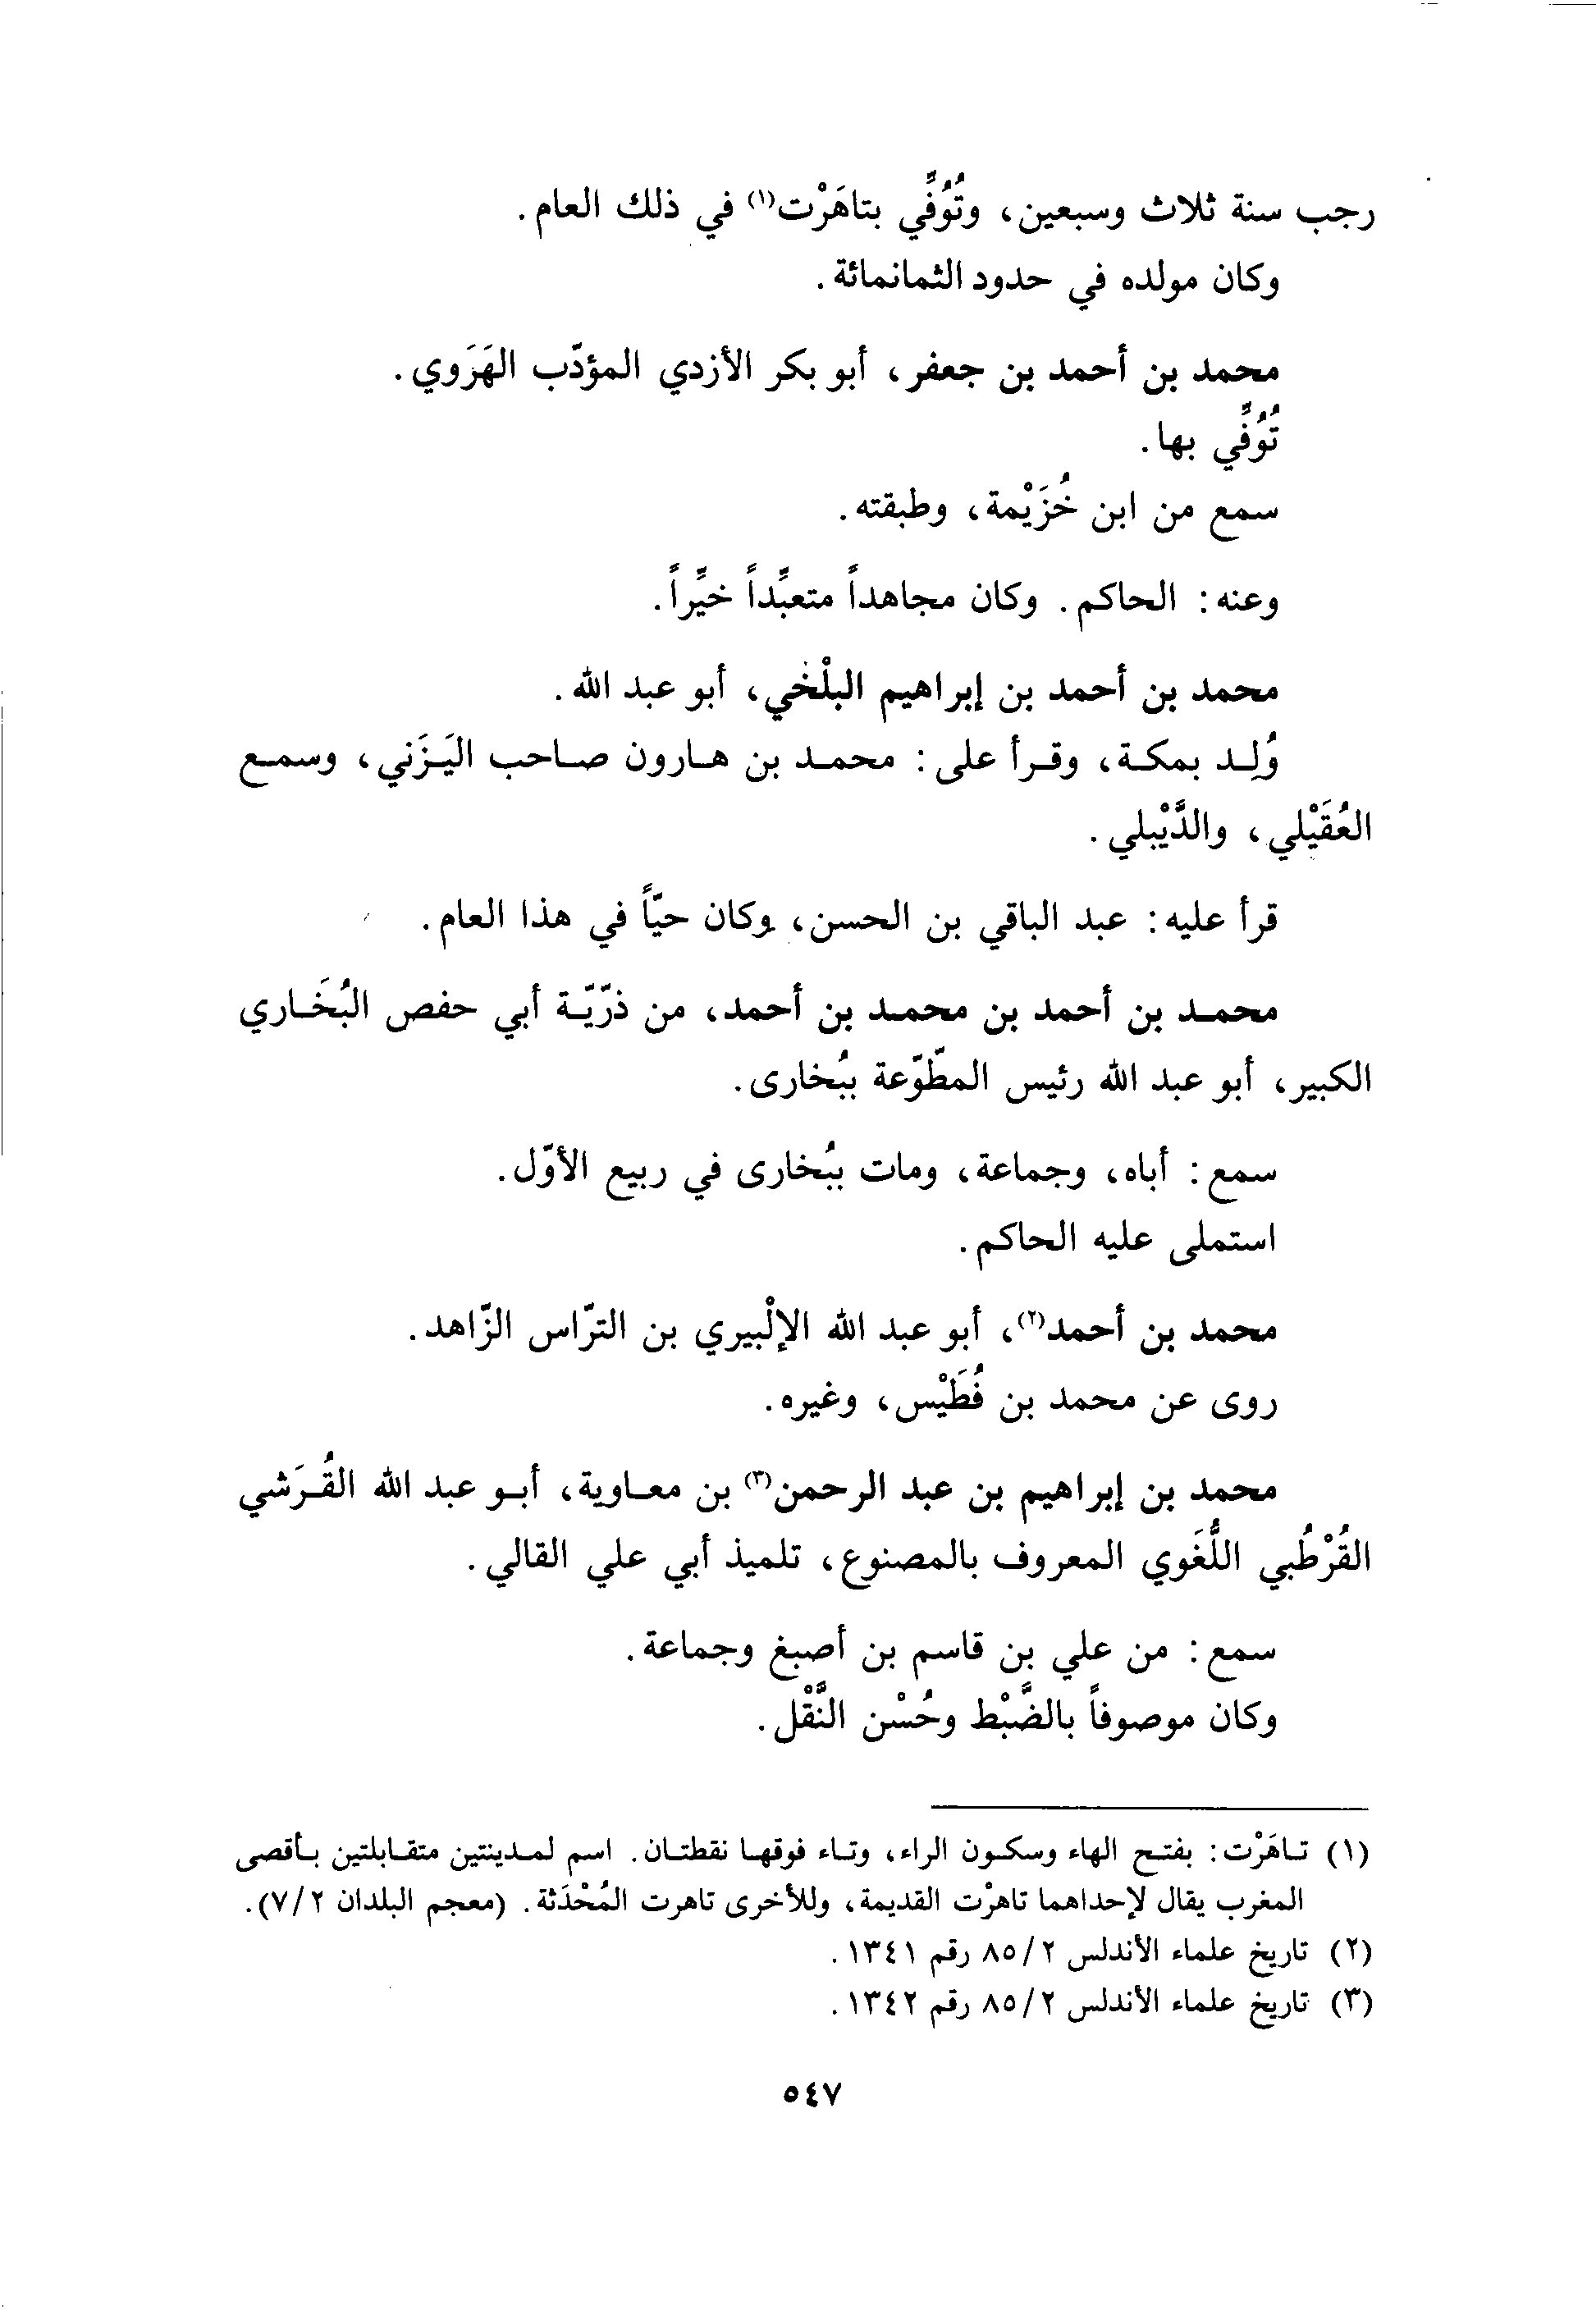 رجب سنة ثلاث وسبعين، وتُوُفِّي بتاهَرْت(١) في ذلك العام.
وكان مولده في حدود الثمانمائة.
محمد بن أحمد بن جعفر، أبو بكر الأزدي المؤدّب الهَرَوي.
تُوُفِّي بها.
سمع من ابن خُزَيْمة، وطبقته.
وعنه: الحاكم. وكان مجاهداً متعبِّداً خيِّراً.
محمد بن أحمد بن إبراهيم البلْخي، أبو عبد الله.
وُلِد بمكة، وقرأ على: محمد بن هارون صاحب اليَزَني، وسمع
العُقَيْلي، والدَّيْبلي.
قرأ عليه: عبد الباقي بن الحسن، وكان حيّاً في هذا العام.
محمد بن أحمد بن محمد بن أحمد، من ذرّيّة أبي حفص البُخَاري
الكبير، أبو عبد الله رئيس المطّوّعة ببُخارى.
سمع: أباه، وجماعة، ومات ببُخارى في ربيع الأوّل.
استملى عليه الحاكم.
محمد بن أحمد(٢)، أبو عبد الله الإلْبيري بن الترّاس الزّاهد.
روى عن محمد بن فُطَيْس، وغيره.
محمد بن إبراهيم بن عبد الرحمن(٣) بن معاوية، أبو عبد الله القُرَشي
القُرْطُبي اللُّغَوي المعروف بالمصنوع، تلميذ أبي علي القالي.
سمع: من علي بن قاسم بن أصبغ وجماعة.
وكان موصوفاً بالضَّبْط وحُسْن النَّقْل.
(١) تاهَرْت: بفتح الهاء وسكون الراء، وتاء فوقها نقطتان. اسم لمدينتين متقابلتين بأقصى
المغرب يقال لإحداهما تاهرْت القديمة، وللأخرى تاهرت المُحْدَثة. (معجم البلدان ٧/٢).
(٢) تاريخ علماء الأندلس ٨٥/٢ رقم ١٣٤١.
(٣) تاريخ علماء الأندلس ٨٥/٢ رقم ١٣٤٢.
٥٤٧